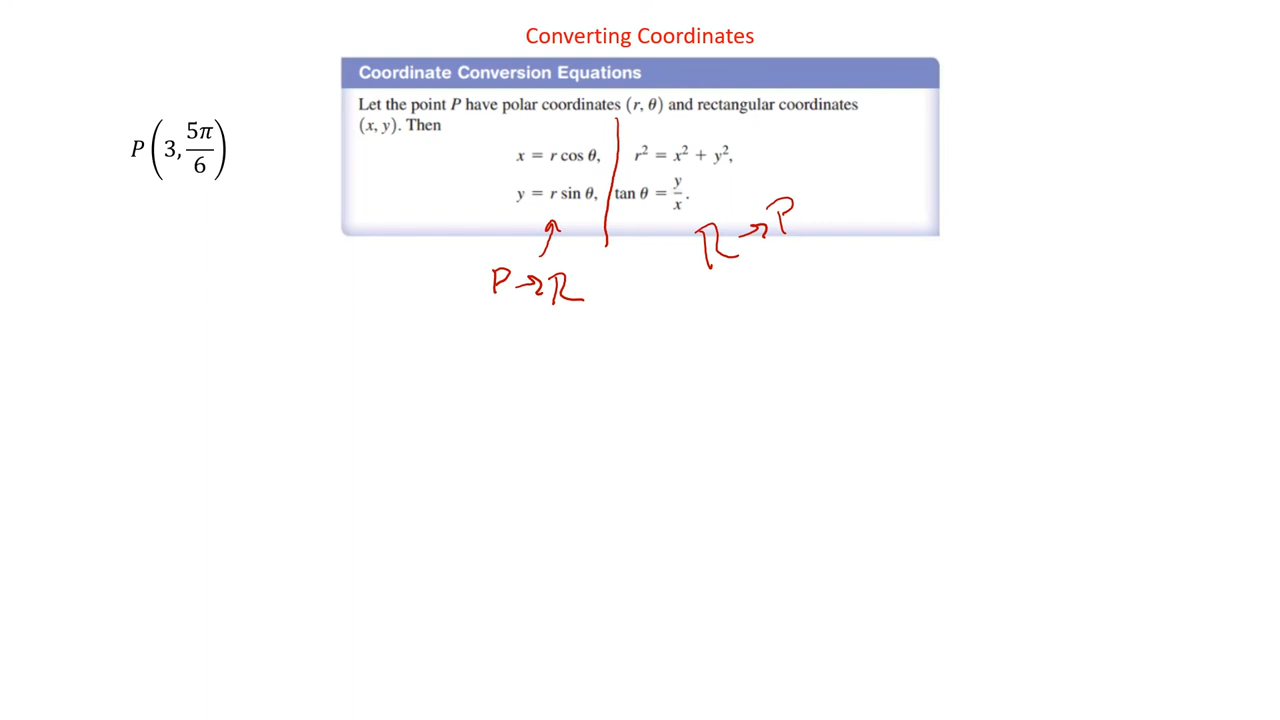 Converting Coordinates
Coordinate Conversion Equations
Let the point P have polar coordinates (r, θ) and rectangular coordinates
(x, y). Then
P(3, 5π/6)
x = r cos θ, r² = x² + y²,
y = r sin θ, tan θ = y/x.
R → P
P → R